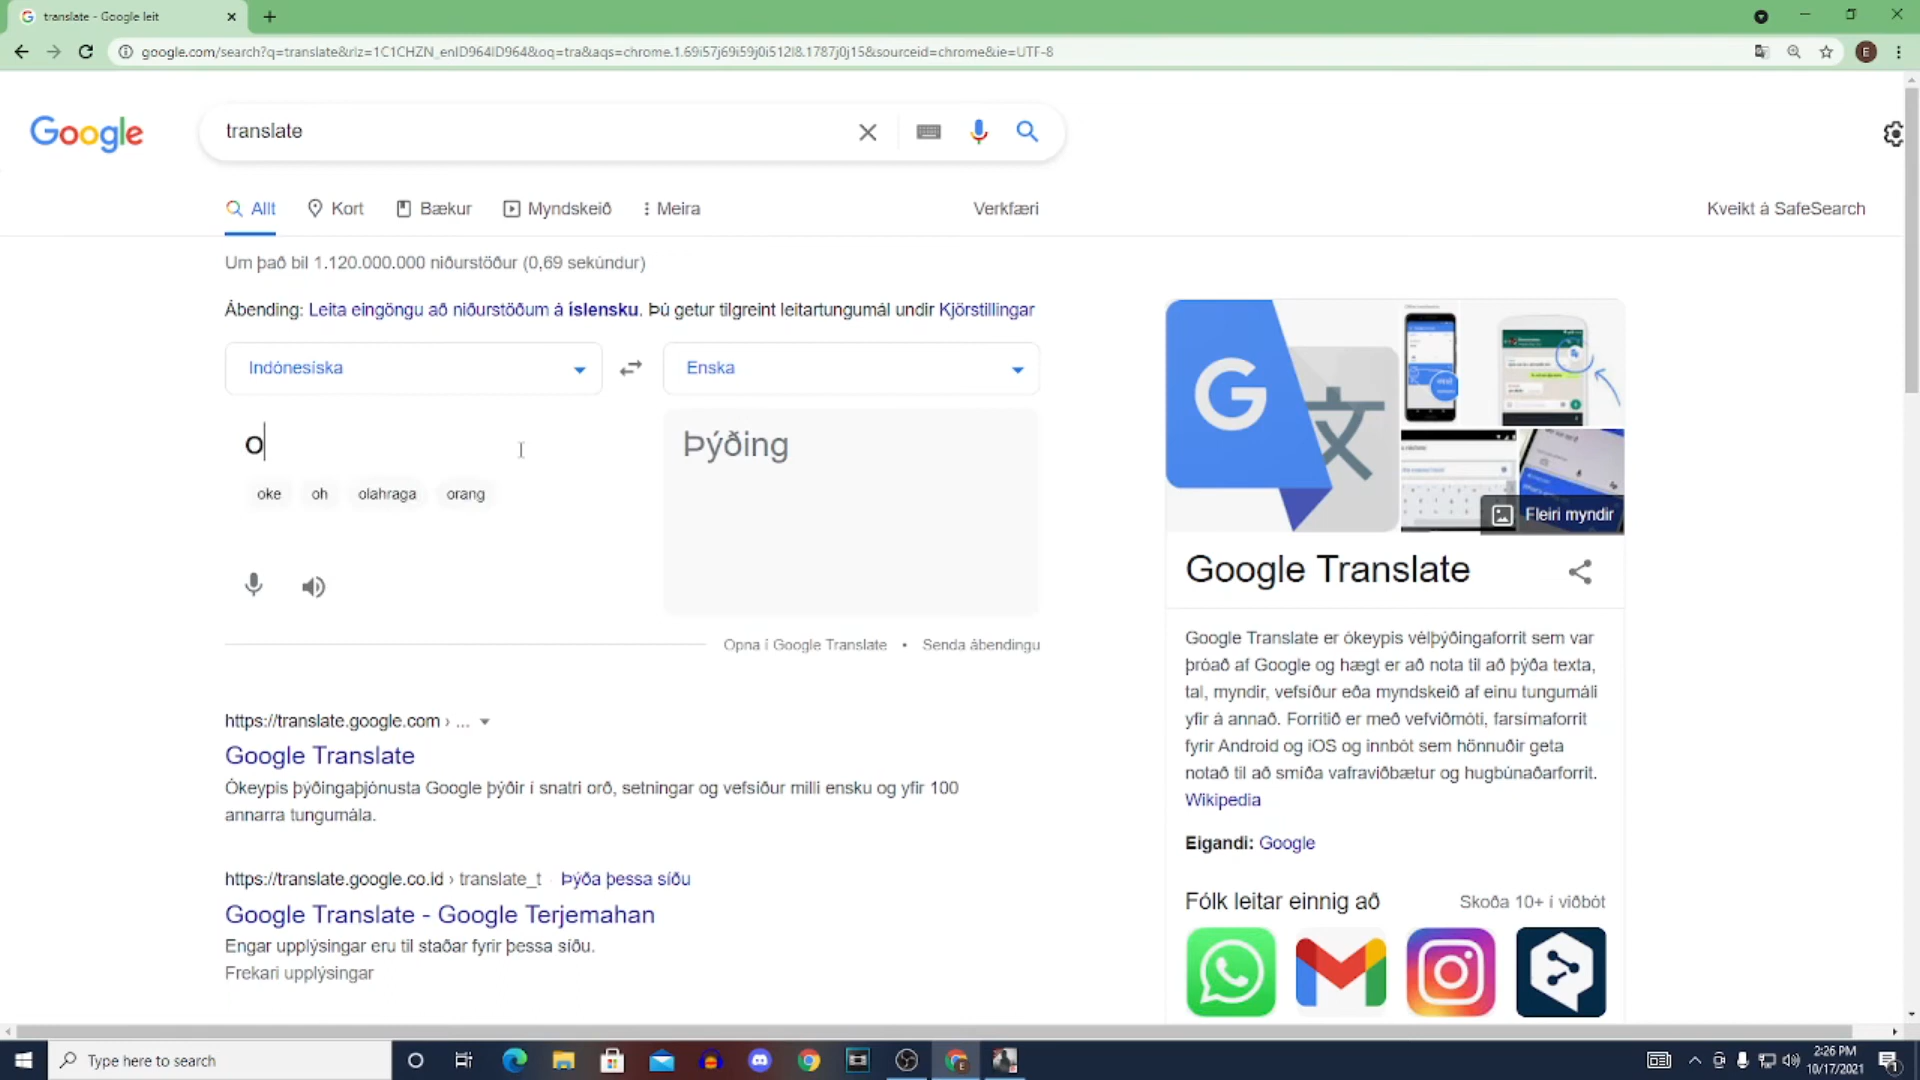 translate - Google leit
google.com/search?q=translate&rlz=1C1CHZN_enID964ID964&oq=tra&aqs=chrome.1.69i57j69i59j0i512l8.1787j0j15&sourceid=chrome&ie=UTF-8
E
Google
translate
Allt
Kort
Bækur
Myndskeið
Meira
Verkfæri
Kveikt á SafeSearch
Um það bil 1.120.000.000 niðurstöður (0,69 sekúndur)
Ábending: Leita eingöngu að niðurstöðum á íslensku. Þú getur tilgreint leitartungumál undir Kjörstillingar
Indónesíska
Enska
o
Þýðing
oke
oh
olahraga
orang
Opna í Google Translate • Senda ábendingu
https://translate.google.com › ...
Google Translate
Ókeypis þýðingaþjónusta Google þýðir í snatri orð, setningar og vefsíður milli ensku og yfir 100
annarra tungumála.
https://translate.google.co.id › translate_t Þýða þessa síðu
Google Translate - Google Terjemahan
Engar upplýsingar eru til staðar fyrir þessa síðu.
Frekari upplýsingar
G
文
Fleiri myndir
Google Translate
Google Translate er ókeypis vélþýðingaforrit sem var
þróað af Google og hægt er að nota til að þýða texta,
tal, myndir, vefsíður eða myndskeið af einu tungumáli
yfir á annað. Forritið er með vefviðmóti, farsímaforrit
fyrir Android og iOS og innbót sem hönnuðir geta
notað til að smíða vafraviðbætur og hugbúnaðarforrit.
Wikipedia
Eigandi: Google
Fólk leitar einnig að
Skoða 10+ í viðbót
Type here to search
2:26 PM
10/17/2021
1